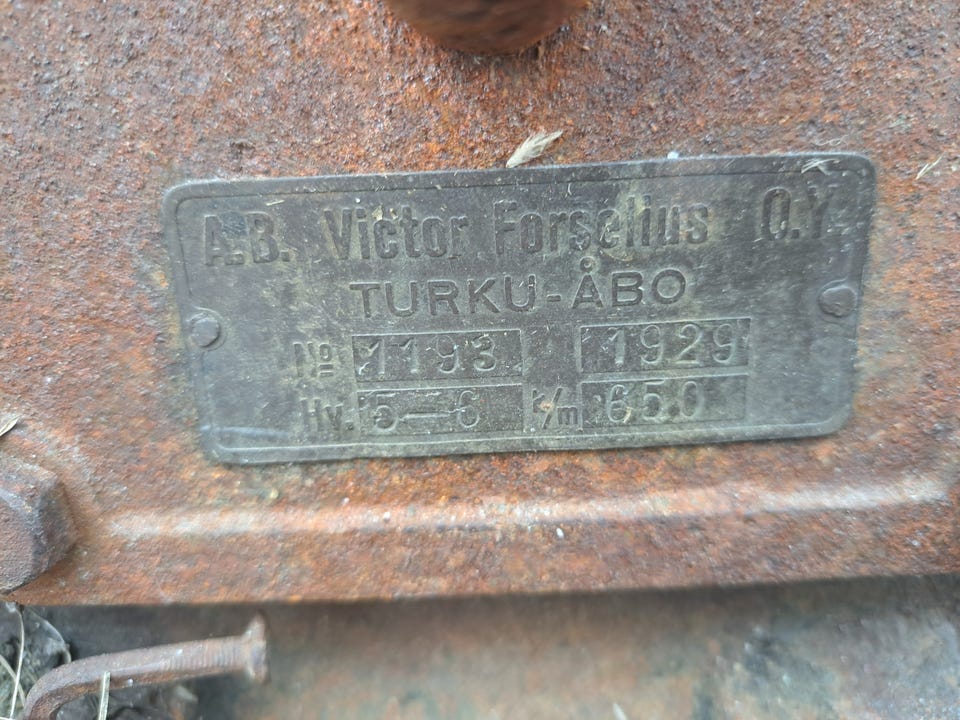 A.B. Victor Forselius O.Y.
TURKU-ÅBO
No 1193 1929
Hv. 5-6 k/m 650